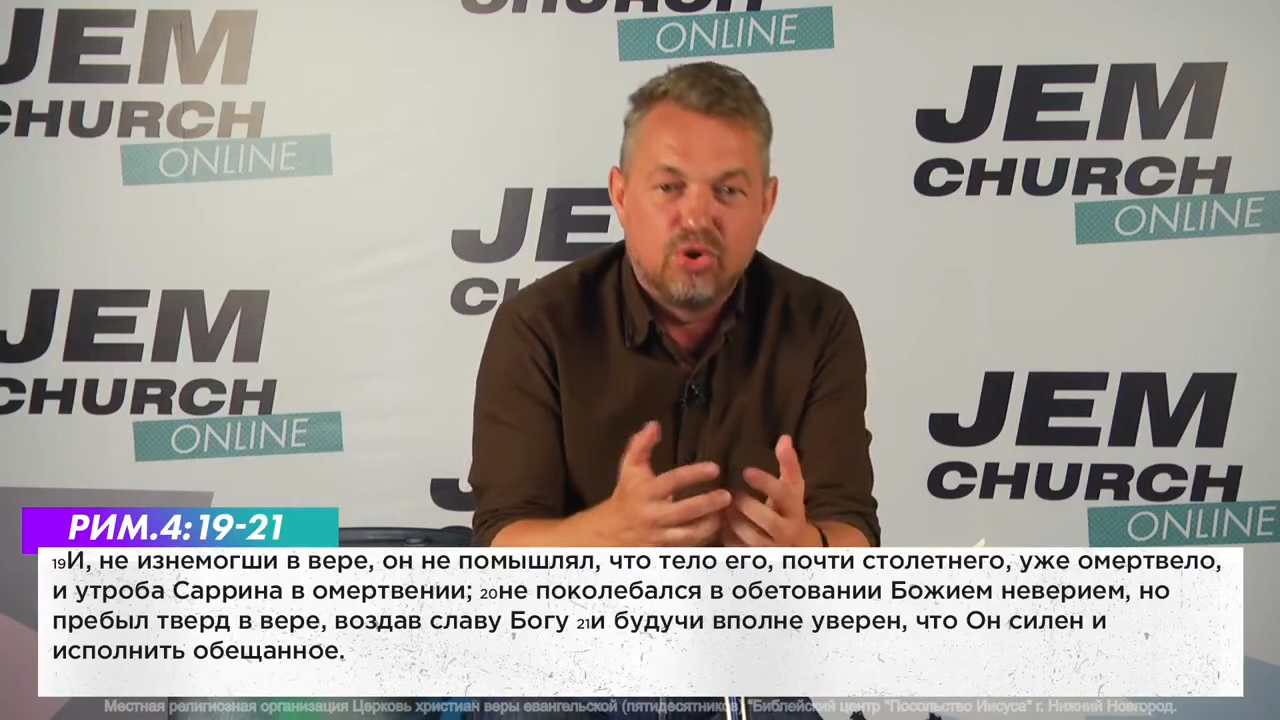 CHURCH
ONLINE
JEM
CHURCH
ONLINE
JEM
CHURCH
ONLINE
JE
CH
JEM
CHURCH
ONLINE
JEM
CHURCH
ONLINE
РИМ.4:19-21
19И, не изнемогши в вере, он не помышлял, что тело его, почти столетнего, уже омертвело,
и утроба Саррина в омертвении; 20не поколебался в обетовании Божием неверием, но
пребыл тверд в вере, воздав славу Богу 21и будучи вполне уверен, что Он силен и
исполнить обещанное.
Местная религиозная организация Церковь христиан веры евангельской (пятидесятников) "Библейский центр "Посольство Иисуса" г. Нижний Новгород.